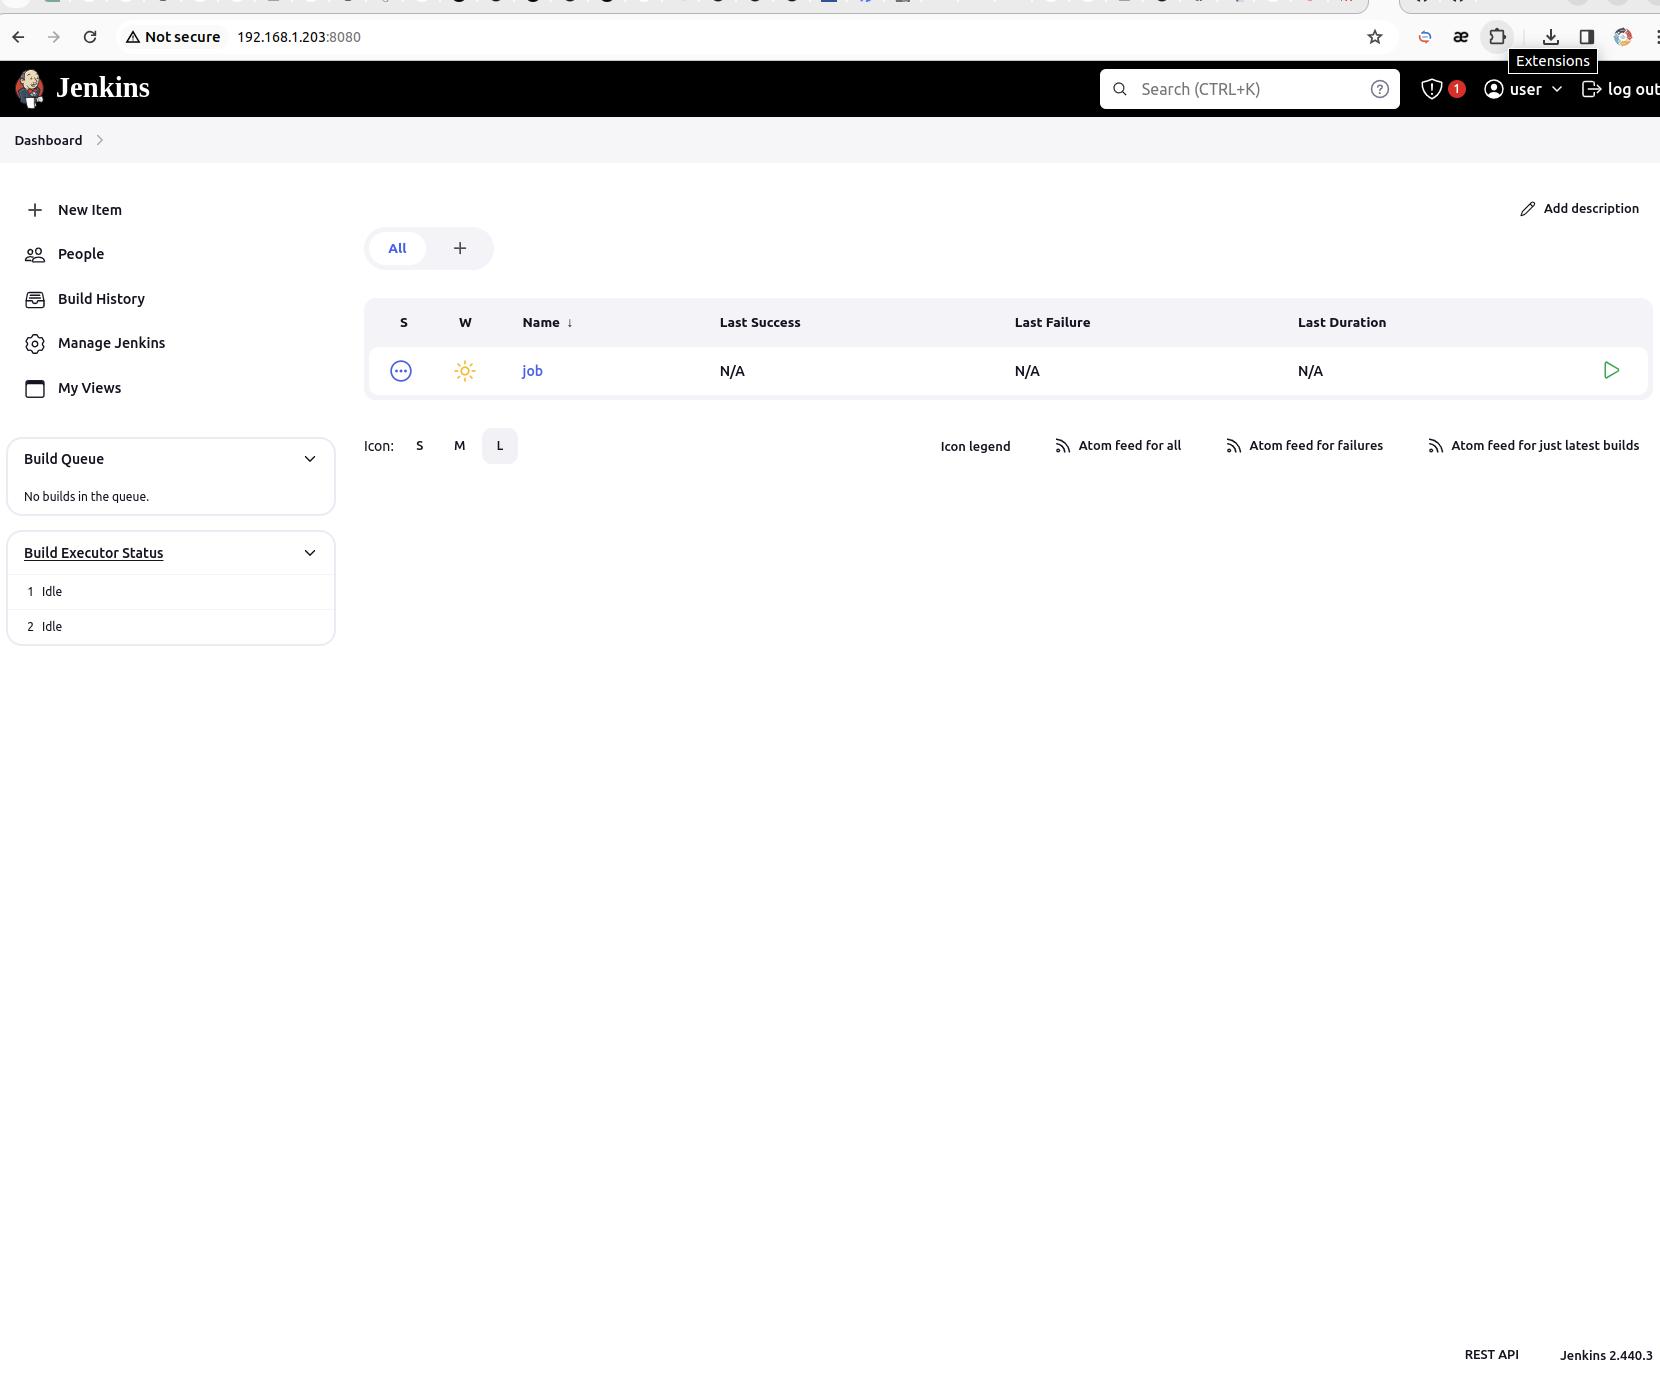 Not secure 192.168.1.203:8080 æ
Extensions
Jenkins Search (CTRL+K) 1 user log out
Dashboard
New Item
Add description
People
All +
Build History
Manage Jenkins
My Views
S W Name ↓ Last Success Last Failure Last Duration
job N/A N/A N/A
Icon: S M L Icon legend Atom feed for all Atom feed for failures Atom feed for just latest builds
Build Queue
No builds in the queue.
Build Executor Status
1 Idle
2 Idle
REST API Jenkins 2.440.3